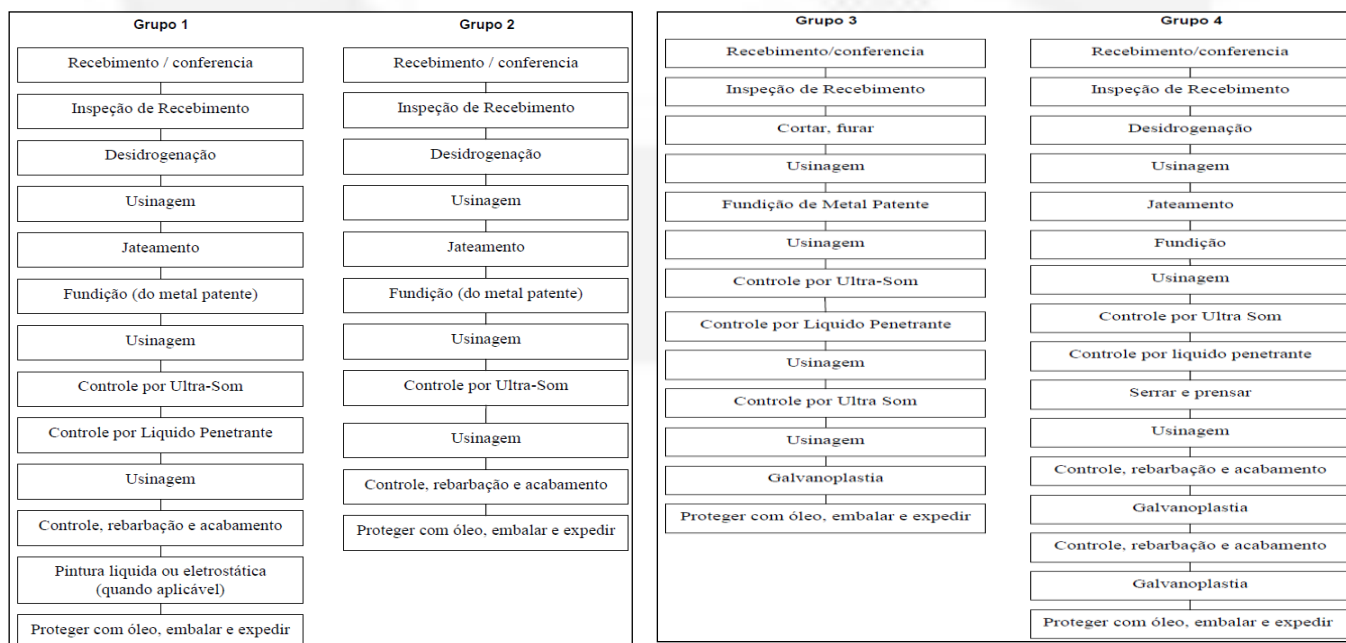 Grupo 1
Recebimento / conferencia
Inspeção de Recebimento
Desidrogenação
Usinagem
Jateamento
Fundição (do metal patente)
Usinagem
Controle por Ultra-Som
Controle por Liquido Penetrante
Usinagem
Controle, rebarbação e acabamento
Pintura liquida ou eletrostática
(quando aplicável)
Proteger com óleo, embalar e expedir
Grupo 2
Recebimento / conferencia
Inspeção de Recebimento
Desidrogenação
Usinagem
Jateamento
Fundição (do metal patente)
Usinagem
Controle por Ultra-Som
Usinagem
Controle, rebarbação e acabamento
Proteger com óleo, embalar e expedir
Grupo 3
Recebimento/conferencia
Inspeção de Recebimento
Cortar, furar
Usinagem
Fundição de Metal Patente
Usinagem
Controle por Ultra-Som
Controle por Liquido Penetrante
Usinagem
Controle por Ultra Som
Usinagem
Galvanoplastia
Proteger com óleo, embalar e expedir
Grupo 4
Recebimento/conferencia
Inspeção de Recebimento
Desidrogenação
Usinagem
Jateamento
Fundição
Usinagem
Controle por Ultra Som
Controle por liquido penetrante
Serrar e prensar
Usinagem
Controle, rebarbação e acabamento
Galvanoplastia
Controle, rebarbação e acabamento
Galvanoplastia
Proteger com óleo, embalar e expedir